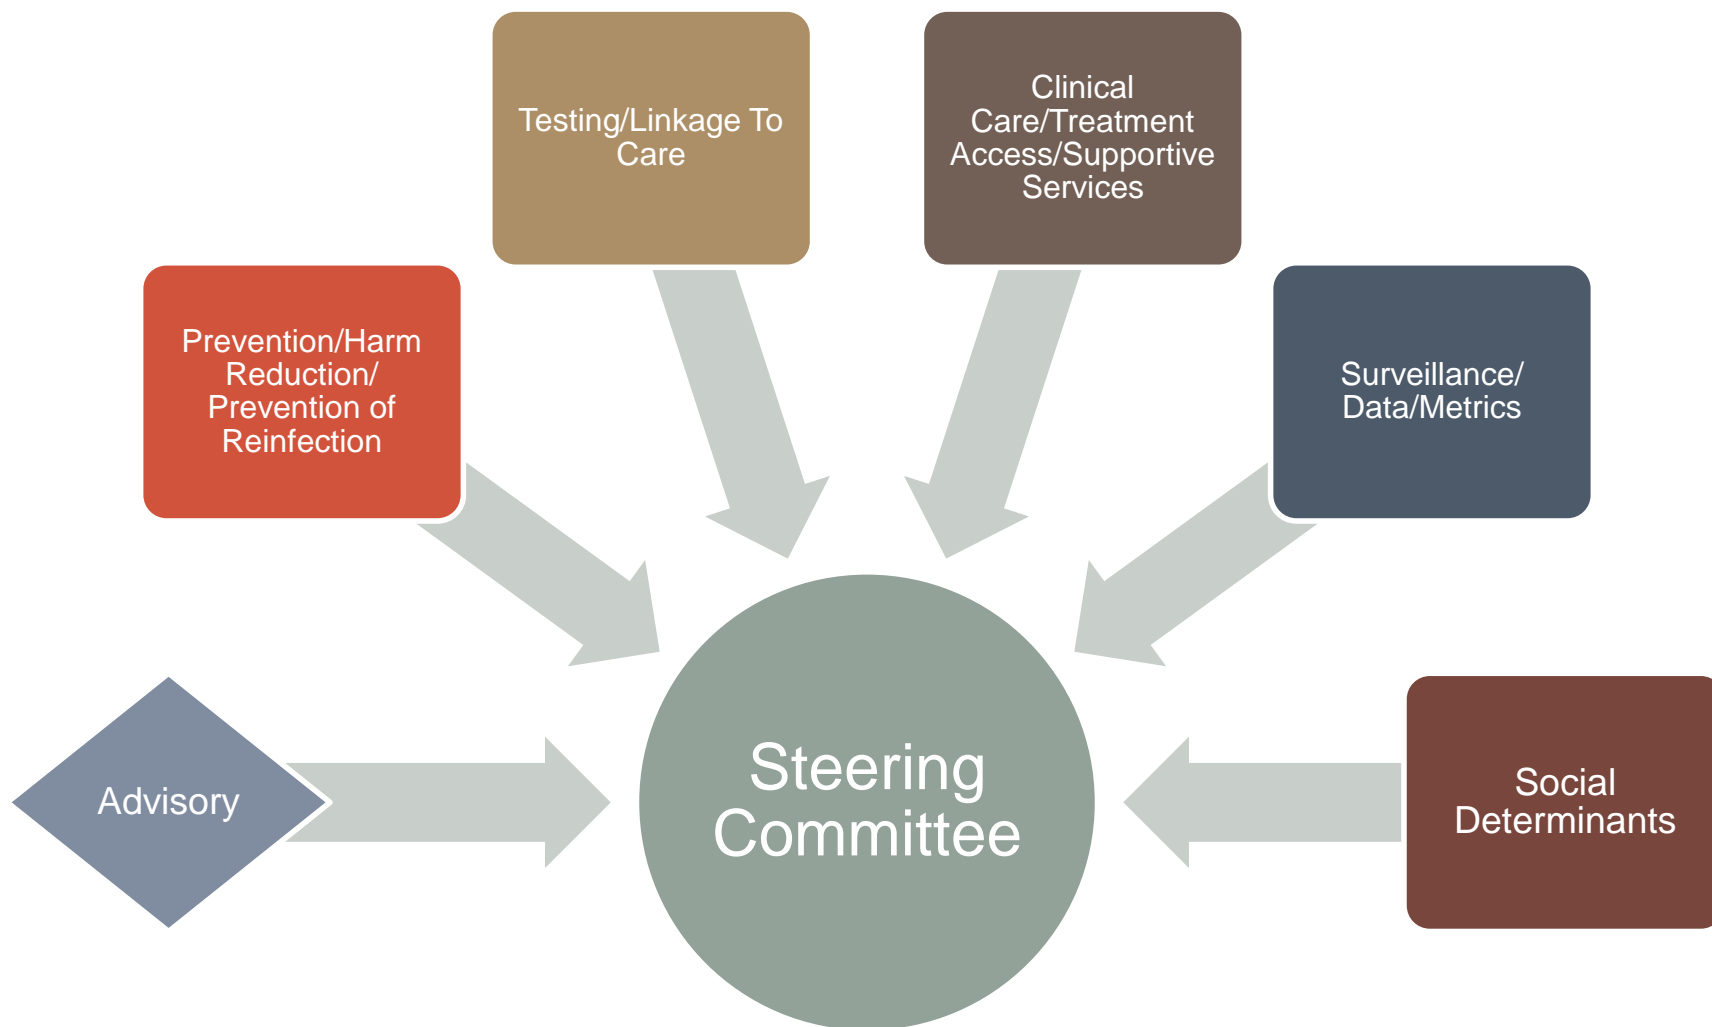 Testing/Linkage To
Care
Clinical
Care/Treatment
Access/Supportive
Services
Prevention/Harm
Reduction/
Prevention of
Reinfection
Surveillance/
Data/Metrics
Advisory
Steering
Committee
Social
Determinants